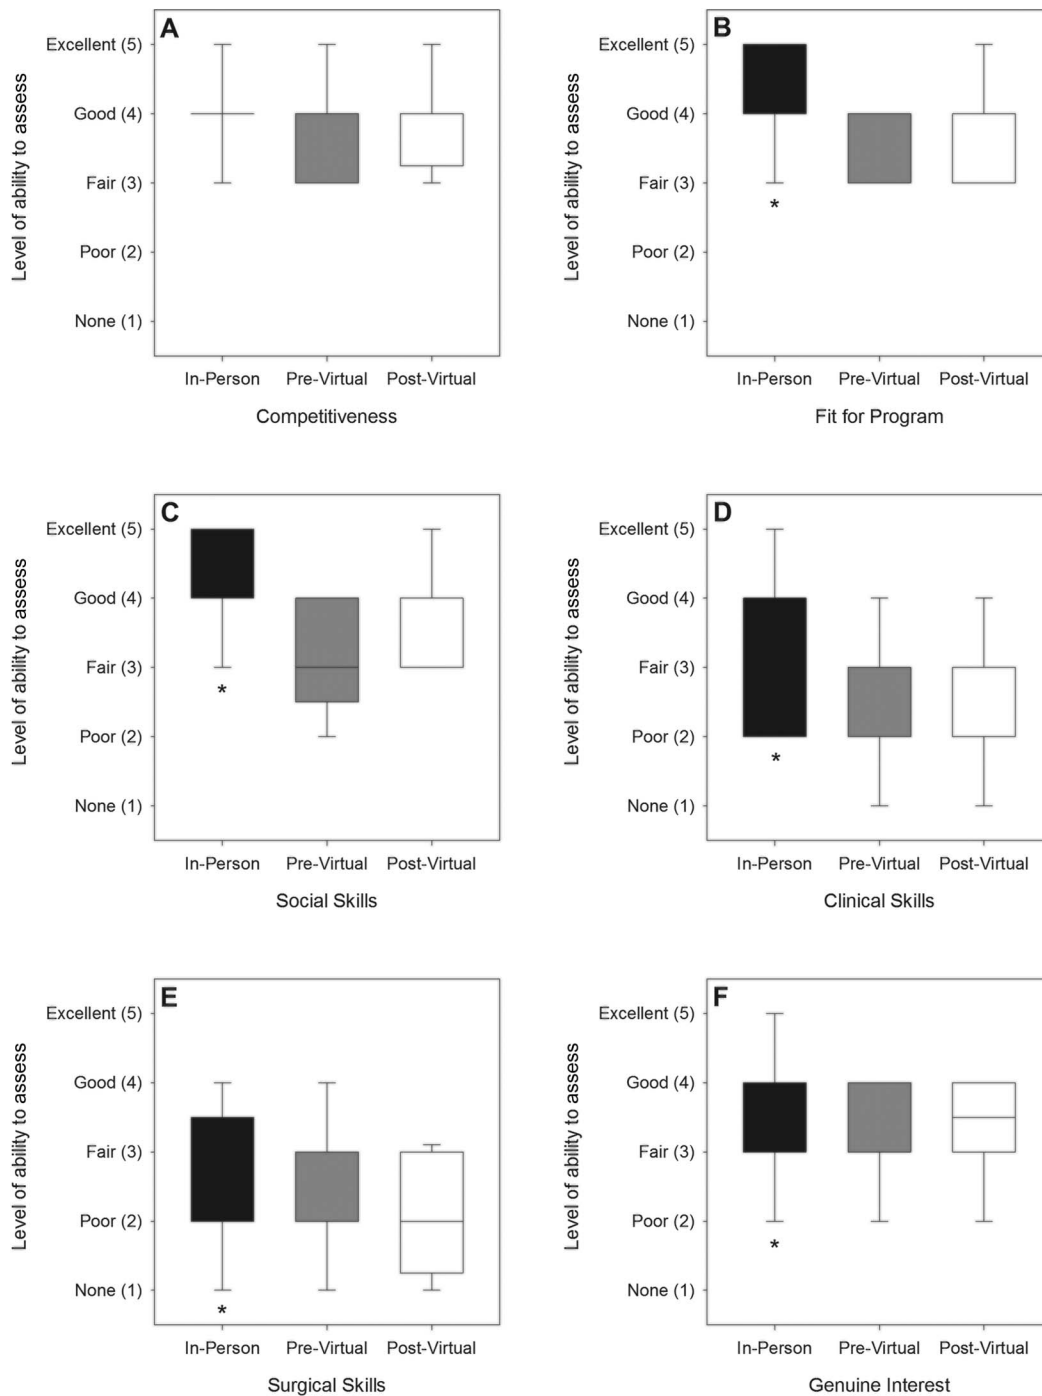 A
Level of ability to assess
Excellent (5)
Good (4)
Fair (3)
Poor (2)
None (1)
In-Person Pre-Virtual Post-Virtual
Competitiveness
B
Level of ability to assess
Excellent (5)
Good (4)
Fair (3)
*
Poor (2)
None (1)
In-Person Pre-Virtual Post-Virtual
Fit for Program
C
Level of ability to assess
Excellent (5)
Good (4)
Fair (3)
*
Poor (2)
None (1)
In-Person Pre-Virtual Post-Virtual
Social Skills
D
Level of ability to assess
Excellent (5)
Good (4)
Fair (3)
Poor (2)
*
None (1)
In-Person Pre-Virtual Post-Virtual
Clinical Skills
E
Level of ability to assess
Excellent (5)
Good (4)
Fair (3)
Poor (2)
None (1)
*
In-Person Pre-Virtual Post-Virtual
Surgical Skills
F
Level of ability to assess
Excellent (5)
Good (4)
Fair (3)
Poor (2)
*
None (1)
In-Person Pre-Virtual Post-Virtual
Genuine Interest